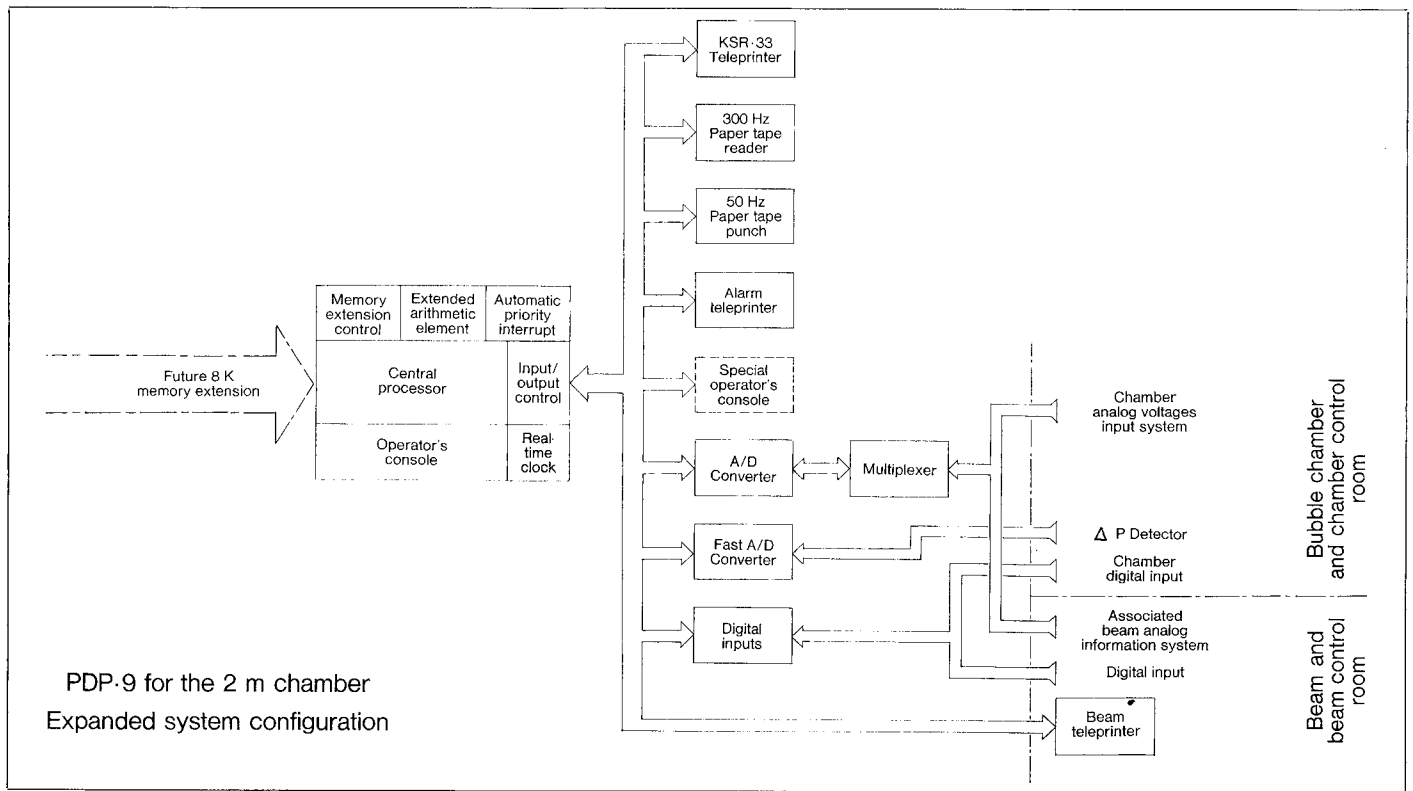 KSR·33
Teleprinter
300 Hz
Paper tape
reader
50 Hz
Paper tape
punch
Alarm
teleprinter
Memory
extension
control
Extended
arithmetic
element
Automatic
priority
interrupt
Future 8 K
memory extension
Central
processor
Input/
output
control
Operator's
console
Real-
time
clock
Special
operator's
console
A/D
Converter
Multiplexer
Fast A/D
Converter
Digital
inputs
Chamber
analog voltages
input system
Δ P Detector
Chamber
digital input
Associated
beam analog
information system
Digital input
Beam
teleprinter
Bubble chamber
and chamber control
room
Beam and
beam control
room
PDP·9 for the 2 m chamber
Expanded system configuration